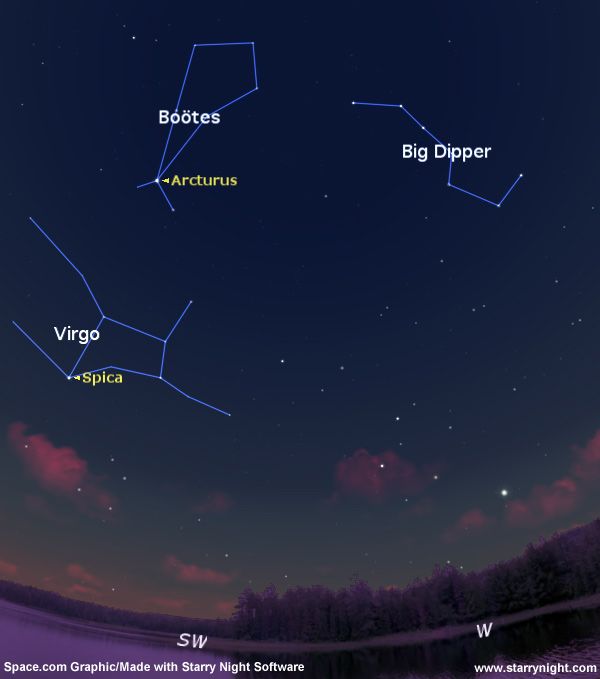 Boötes
Big Dipper
Arcturus
Virgo
Spica
SW
W
Space.com Graphic/Made with Starry Night Software
www.starrynight.com